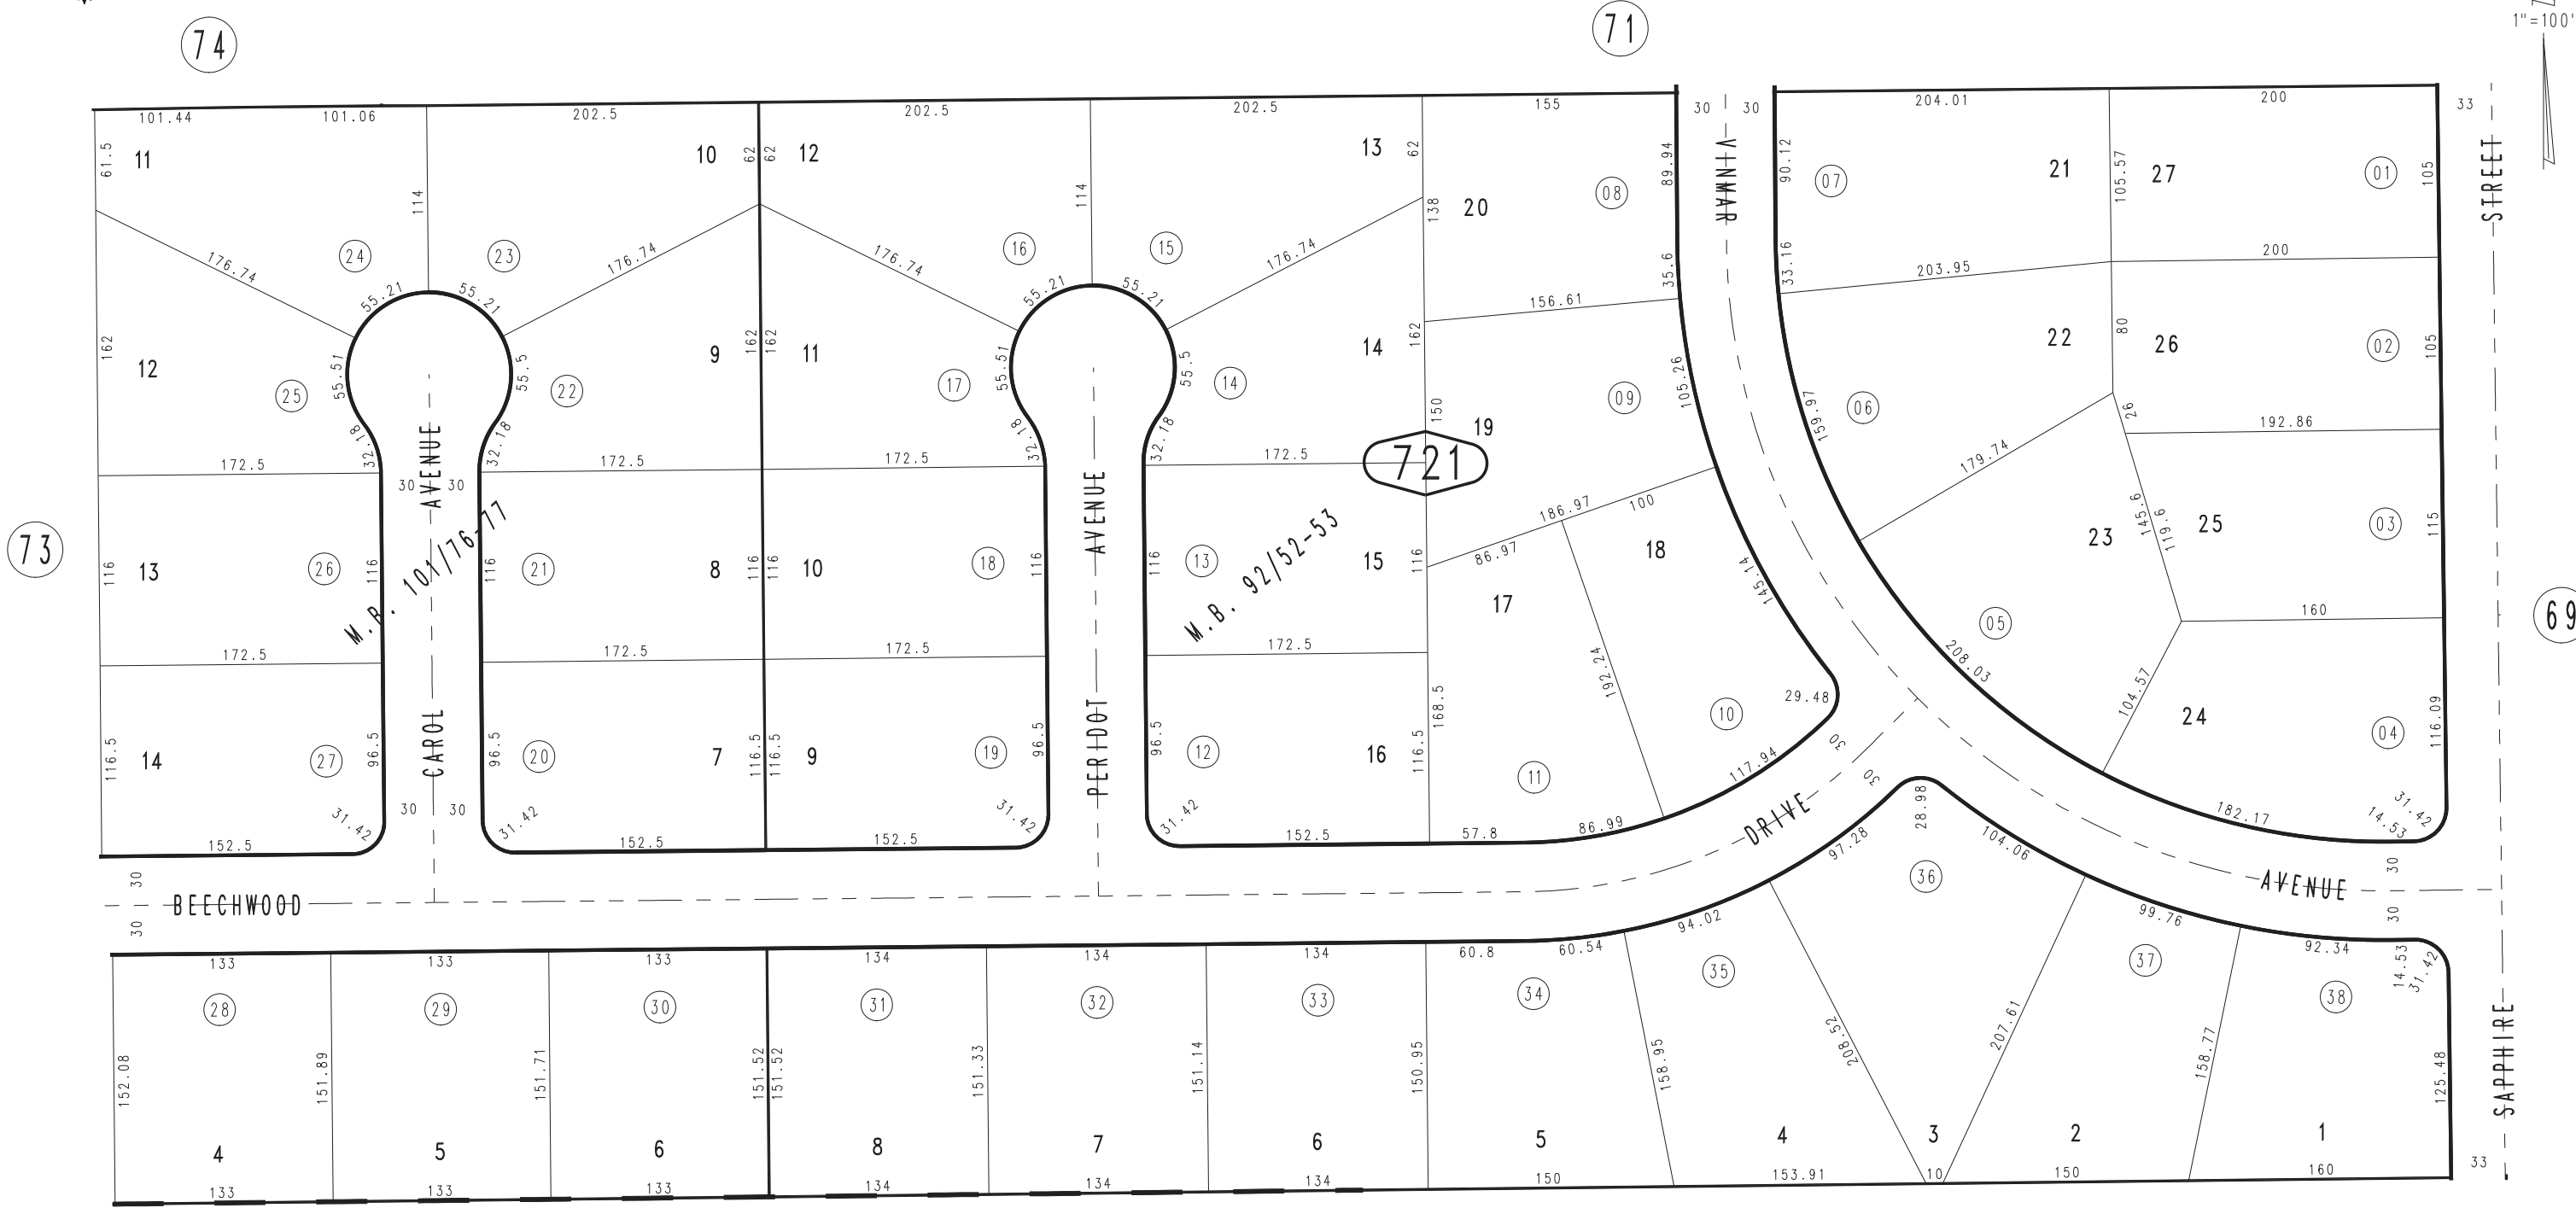 74
71
1"=100'
101.44 101.06 202.5 202.5 202.5 155 30 30 204.01 200 33
61.5 11 114 10 62 62 12 114 13 62 89.94 VINMAR 90.12 07 21 105.57 27 01 105 STREET
138 20 08
176.74 24 23 176.74 176.74 16 15 176.74
55.21 55.21 55.21 55.21 35.6 33.16 203.95 200
156.61
162 12 55.51 55.5 9 162 162 11 55.51 55.5 14 162 22 80 26 02 105
25 22 17 14 150 09 105.26 159.97 06 26
32.18 32.18 32.18 32.18 19 192.86
AVENUE AVENUE
172.5 172.5 172.5 172.5 721 179.74
30 30 186.97 100
M.B. 101/76-77 M.B. 92/52-53 145.6 119.6 25 03 115
73 13 26 116 116 21 8 116 116 10 18 116 116 13 15 116 86.97 18 145.14 23
116 17 05 160 69
172.5 172.5 172.5 172.5 192.24 208.03
CAROL PERIDOT 168.5 29.48 104.57 24 04 116.09
116.5 14 27 96.5 96.5 20 7 116.5 116.5 9 19 96.5 96.5 12 16 116.5 10 30
11 117.94 30
30 30 31.42 31.42 31.42 31.42 DRIVE 28.98 182.17 14.53 31.42
152.5 152.5 152.5 152.5 57.8 86.99 97.28 104.06
30 36 30
BEECHWOOD AVENUE
30 94.02 99.76 30
133 133 133 134 134 134 60.8 60.54 92.34 14.53 31.42
28 29 30 31 32 33 34 35 37 38
152.08 151.89 151.71 151.52 151.52 151.33 151.14 150.95 158.95 208.52 207.61 158.77 125.48 SAPPHIRE
4 5 6 8 7 6 5 4 3 2 1 33
133 133 133 134 134 134 150 153.91 10 150 160